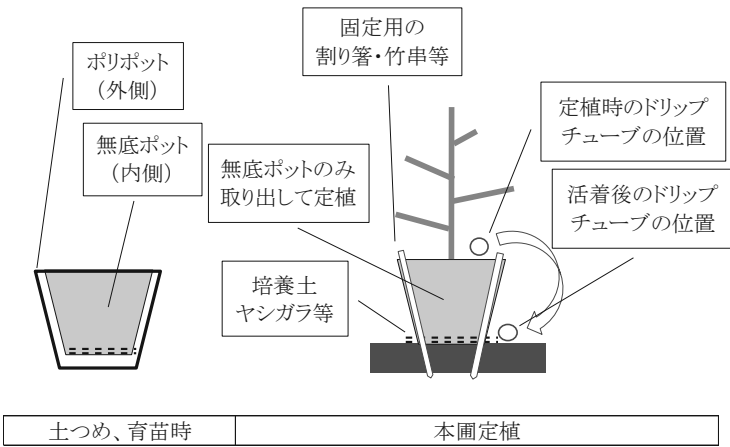 固定用の
割り箸・竹串等
ポリポット
（外側）
定植時のドリップ
チューブの位置
無底ポット
（内側）
無底ポットのみ
取り出して定植
活着後のドリップ
チューブの位置
培養土
ヤシガラ等
土つめ、育苗時
本圃定植